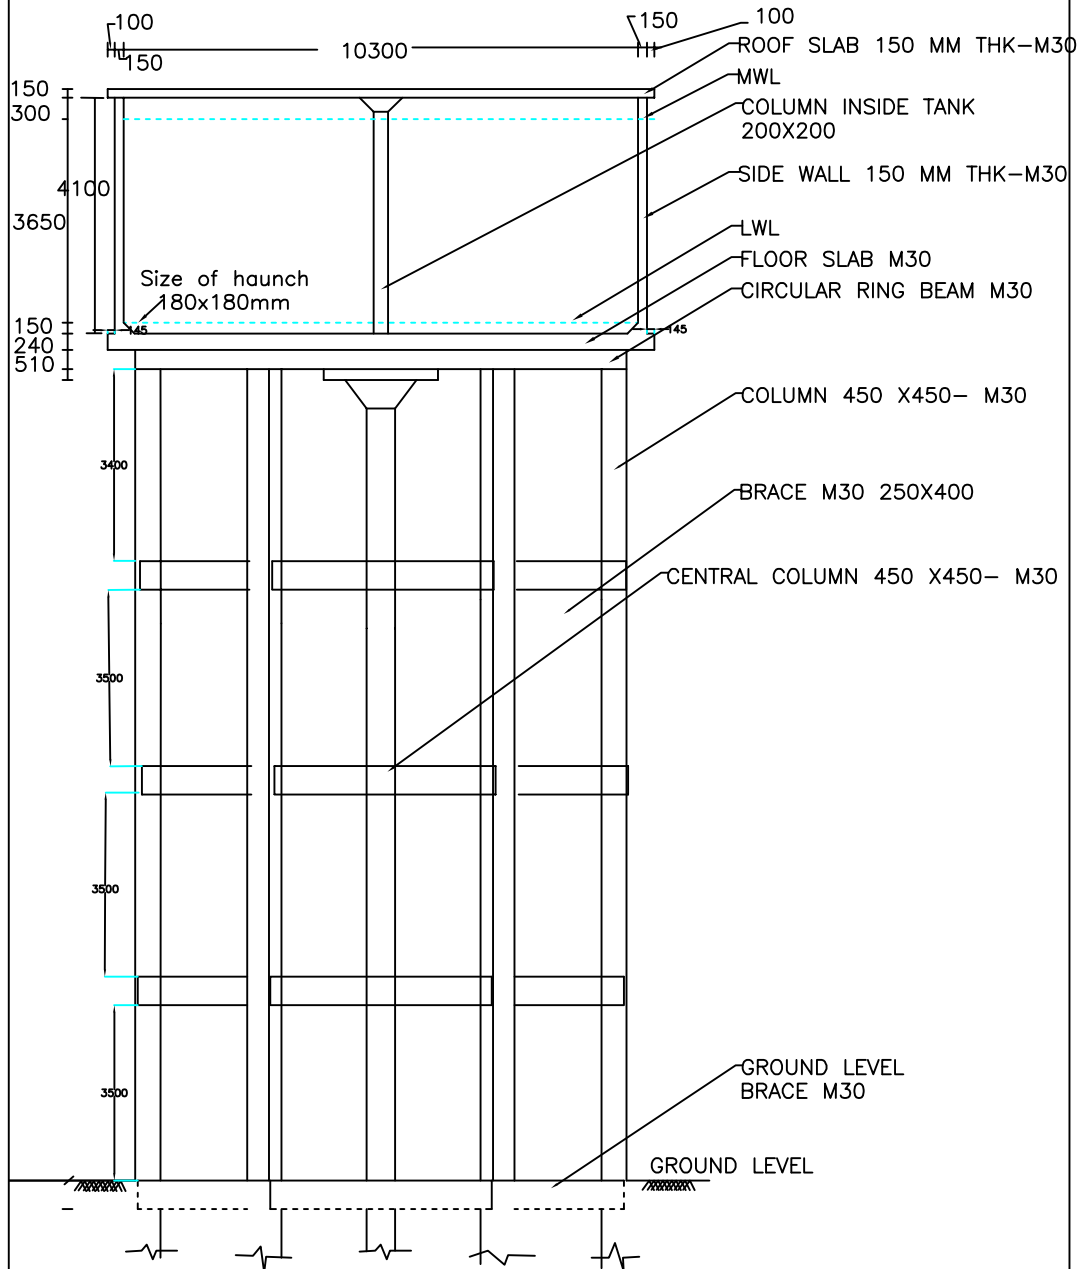 100
150
10300
150
100
ROOF SLAB 150 MM THK-M30
MWL
COLUMN INSIDE TANK
200X200
SIDE WALL 150 MM THK-M30
LWL
FLOOR SLAB M30
CIRCULAR RING BEAM M30
150
300
4100
3650
Size of haunch
180x180mm
150
145
145
240
510
COLUMN 450 X450- M30
3400
BRACE M30 250X400
CENTRAL COLUMN 450 X450- M30
3500
3500
3500
GROUND LEVEL
BRACE M30
GROUND LEVEL